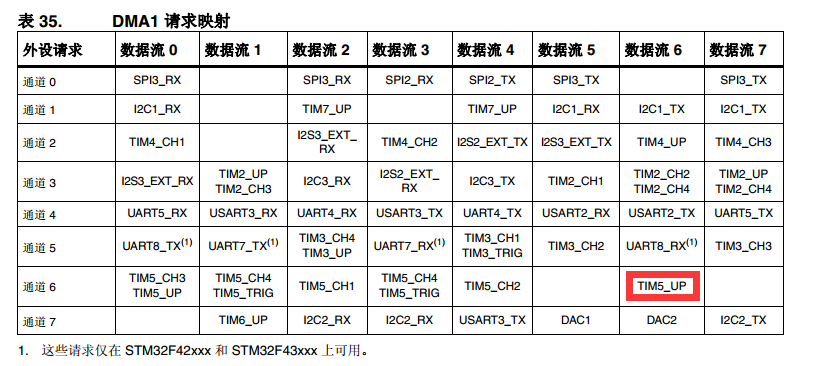 表 35. DMA1 请求映射
外设请求 数据流 0 数据流 1 数据流 2 数据流 3 数据流 4 数据流 5 数据流 6 数据流 7
通道 0 SPI3_RX SPI3_RX SPI2_RX SPI2_TX SPI3_TX SPI3_TX
通道 1 I2C1_RX TIM7_UP TIM7_UP I2C1_RX I2C1_TX I2C1_TX
通道 2 TIM4_CH1 I2S3_EXT_ TIM4_CH2 I2S2_EXT_TX I2S3_EXT_TX TIM4_UP TIM4_CH3
RX
通道 3 I2S3_EXT_RX TIM2_UP I2C3_RX I2S2_EXT_ I2C3_TX TIM2_CH1 TIM2_CH2 TIM2_UP
TIM2_CH3 RX TIM2_CH4 TIM2_CH4
通道 4 UART5_RX USART3_RX UART4_RX USART3_TX UART4_TX USART2_RX USART2_TX UART5_TX
通道 5 UART8_TX(1) UART7_TX(1) TIM3_CH4 UART7_RX(1) TIM3_CH1 TIM3_CH2 UART8_RX(1) TIM3_CH3
TIM3_UP TIM3_TRIG
通道 6 TIM5_CH3 TIM5_CH4 TIM5_CH1 TIM5_CH4 TIM5_CH2 TIM5_UP
TIM5_UP TIM5_TRIG TIM5_TRIG
通道 7 TIM6_UP I2C2_RX I2C2_RX USART3_TX DAC1 DAC2 I2C2_TX
1. 这些请求仅在 STM32F42xxx 和 STM32F43xxx 上可用。